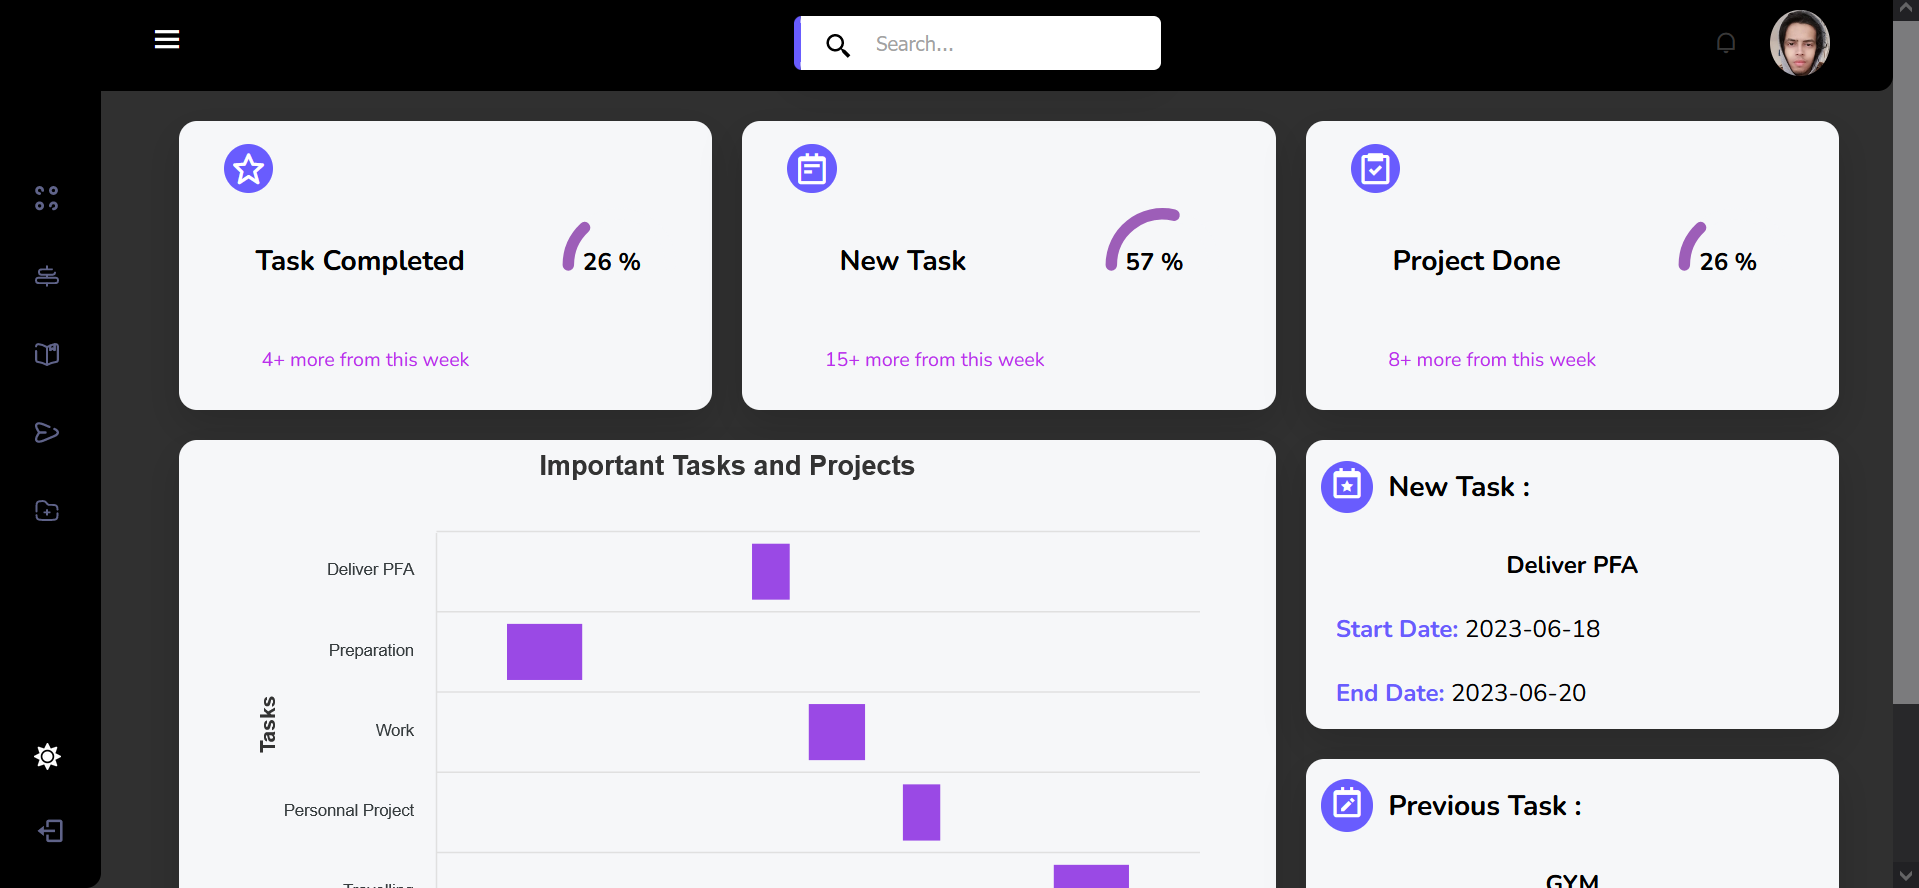 Search...
Task Completed
26 %
4+ more from this week
New Task
57 %
15+ more from this week
Project Done
26 %
8+ more from this week
Important Tasks and Projects
Tasks
Deliver PFA
Preparation
Work
Personnal Project
Travelling
New Task :
Deliver PFA
Start Date: 2023-06-18
End Date: 2023-06-20
Previous Task :
GYM